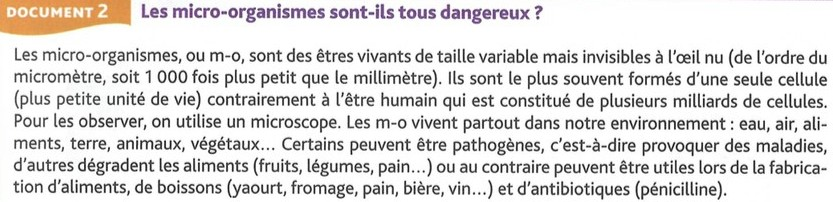 DOCUMENT 2 Les micro-organismes sont-ils tous dangereux ?
Les micro-organismes, ou m-o, sont des êtres vivants de taille variable mais invisibles à l'œil nu (de l'ordre du
micromètre, soit 1 000 fois plus petit que le millimètre). Ils sont le plus souvent formés d'une seule cellule
(plus petite unité de vie) contrairement à l'être humain qui est constitué de plusieurs milliards de cellules.
Pour les observer, on utilise un microscope. Les m-o vivent partout dans notre environnement : eau, air, ali-
ments, terre, animaux, végétaux... Certains peuvent être pathogènes, c'est-à-dire provoquer des maladies,
d'autres dégradent les aliments (fruits, légumes, pain...) ou au contraire peuvent être utiles lors de la fabrica-
tion d'aliments, de boissons (yaourt, fromage, pain, bière, vin...) et d'antibiotiques (pénicilline).